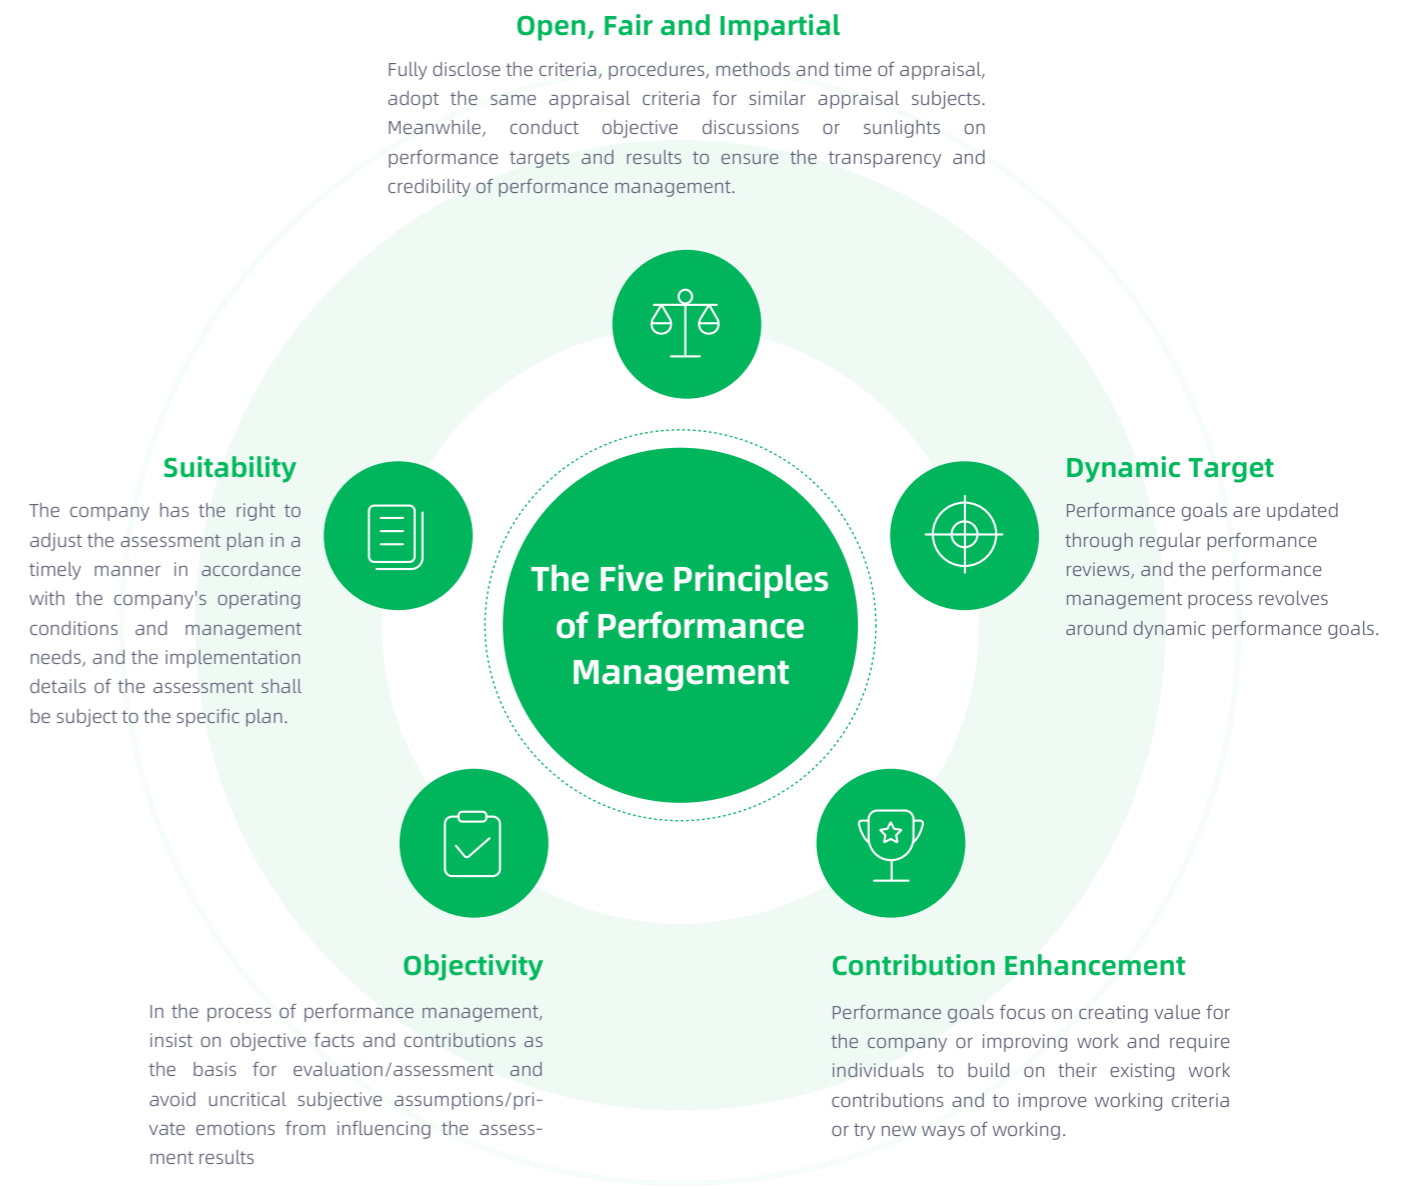 Open, Fair and Impartial
Fully disclose the criteria, procedures, methods and time of appraisal,
adopt the same appraisal criteria for similar appraisal subjects.
Meanwhile, conduct objective discussions or sunlights on
performance targets and results to ensure the transparency and
credibility of performance management.
Suitability
The company has the right to
adjust the assessment plan in a
timely manner in accordance
with the company's operating
conditions and management
needs, and the implementation
details of the assessment shall
be subject to the specific plan.
The Five Principles
of Performance
Management
Dynamic Target
Performance goals are updated
through regular performance
reviews, and the performance
management process revolves
around dynamic performance goals.
Objectivity
In the process of performance management,
insist on objective facts and contributions as
the basis for evaluation/assessment and
avoid uncritical subjective assumptions/pri-
vate emotions from influencing the assess-
ment results
Contribution Enhancement
Performance goals focus on creating value for
the company or improving work and require
individuals to build on their existing work
contributions and to improve working criteria
or try new ways of working.